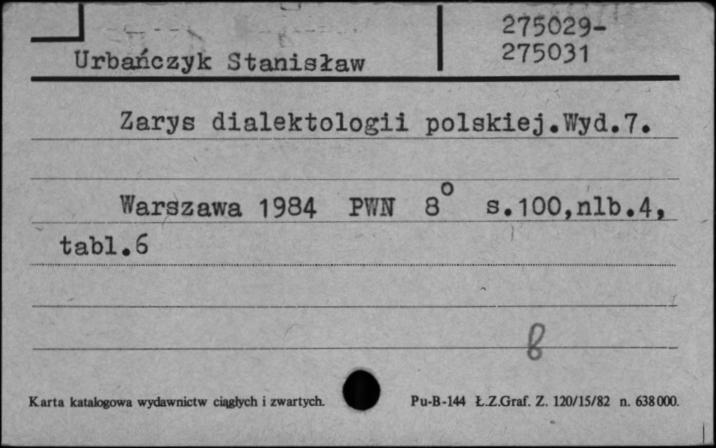 275029-
Urbańczyk Stanisław 275031
Zarys dialektologii polskiej.Wyd.7.
Warszawa 1984 PWN 8° s.100,nlb.4,
tabl.6
Karta katalogowa wydawnictw ciągłych i zwartych. Pu-B-144 Ł.Z.Graf. Z. 120/15/82 n. 638000.